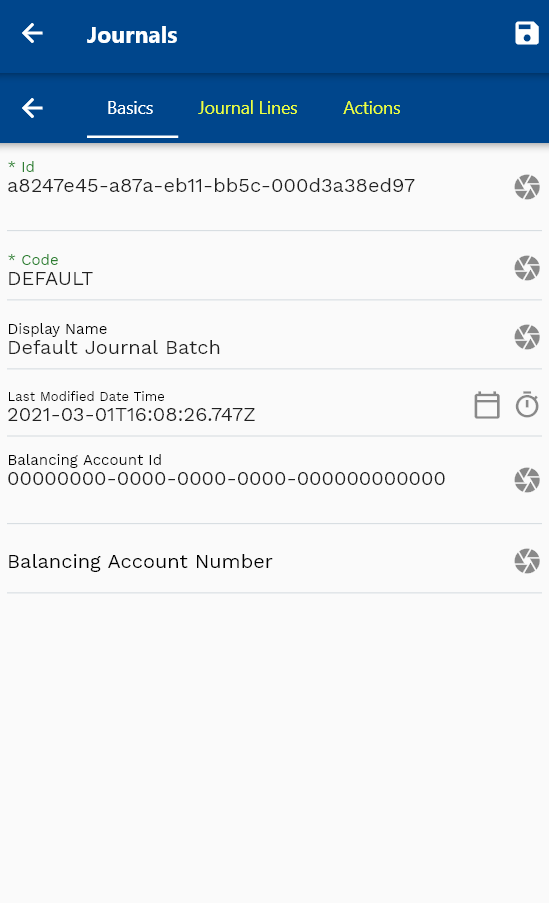 Journals
Basics Journal Lines Actions
* Id
a8247e45-a87a-eb11-bb5c-000d3a38ed97
* Code
DEFAULT
Display Name
Default Journal Batch
Last Modified Date Time
2021-03-01T16:08:26.747Z
Balancing Account Id
00000000-0000-0000-0000-000000000000
Balancing Account Number